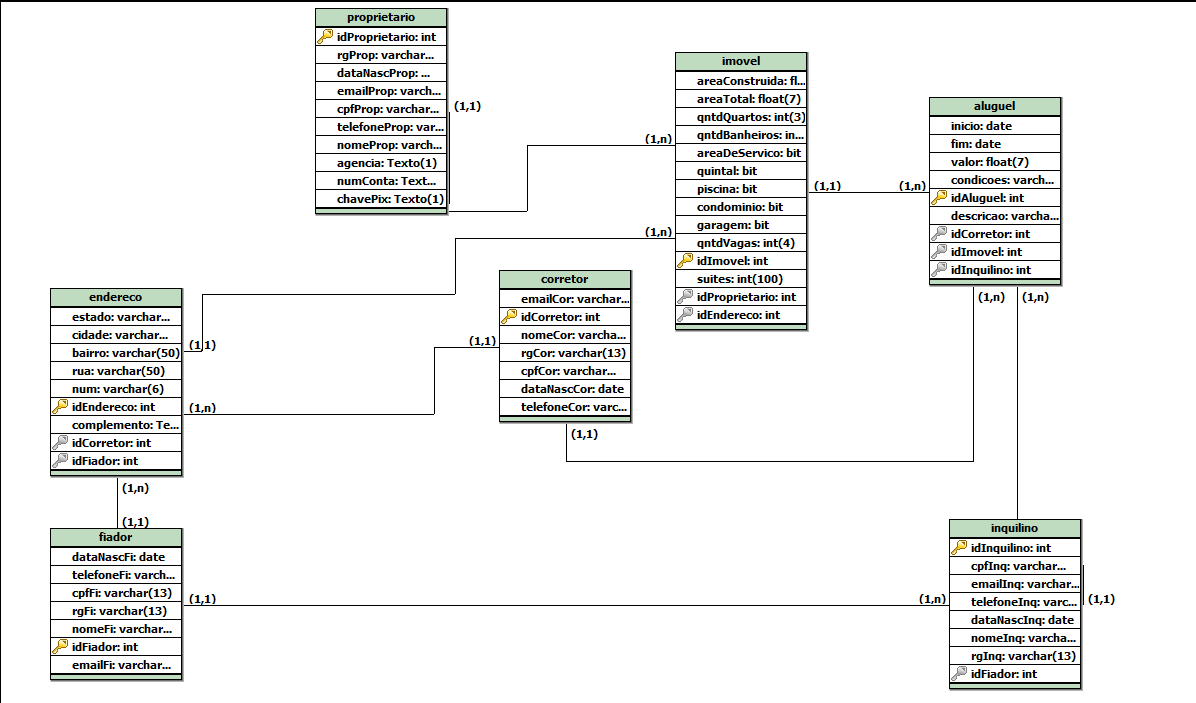 proprietario
idProprietario: int
rgProp: varchar...
dataNascProp: ...
emailProp: varch...
cpfProp: varchar...
telefoneProp: var...
nomeProp: varch...
agencia: Texto(1)
numConta: Text...
chavePix: Texto(1)
(1,1)
(1,n)
imovel
areaConstruida: fl...
areaTotal: float(7)
qntdQuartos: int(3)
qntdBanheiros: in...
areaDeServico: bit
quintal: bit
piscina: bit
condominio: bit
garagem: bit
qntdVagas: int(4)
idImovel: int
suites: int(100)
idProprietario: int
idEndereco: int
(1,n)
(1,1)
(1,n)
aluguel
inicio: date
fim: date
valor: float(7)
condicoes: varch...
idAluguel: int
descricao: varcha...
idCorretor: int
idImovel: int
idInquilino: int
(1,n)
(1,n)
corretor
emailCor: varchar...
idCorretor: int
nomeCor: varcha...
rgCor: varchar(13)
cpfCor: varchar...
dataNascCor: date
telefoneCor: varc...
(1,1)
(1,1)
endereco
estado: varchar...
cidade: varchar...
bairro: varchar(50)
rua: varchar(50)
num: varchar(6)
idEndereco: int
complemento: Te...
idCorretor: int
idFiador: int
(1,1)
(1,n)
(1,n)
(1,1)
fiador
dataNascFi: date
telefoneFi: varch...
cpfFi: varchar(13)
rgFi: varchar(13)
nomeFi: varchar...
idFiador: int
emailFi: varchar...
(1,1)
(1,n)
inquilino
idInquilino: int
cpfInq: varchar...
emailInq: varchar...
telefoneInq: varc...
dataNascInq: date
nomeInq: varcha...
rgInq: varchar(13)
idFiador: int
(1,1)